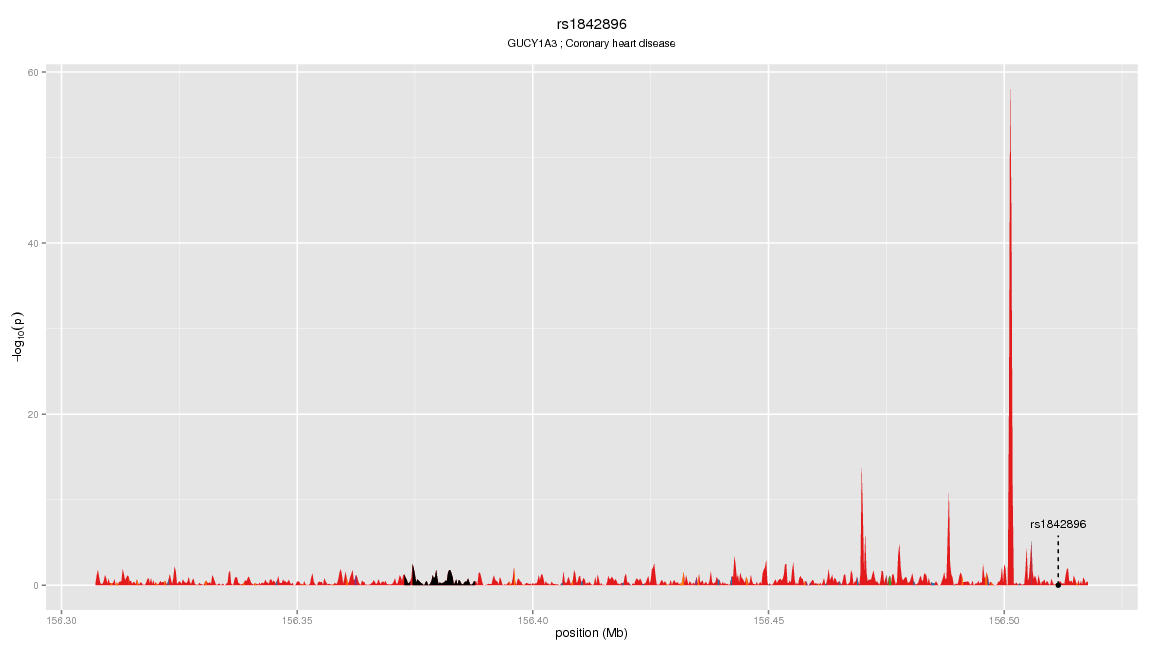 rs1842896
GUCY1A3 ; Coronary heart disease
60
40
20
0
−log10(p)
rs1842896
156.30
156.35
156.40
156.45
156.50
position (Mb)